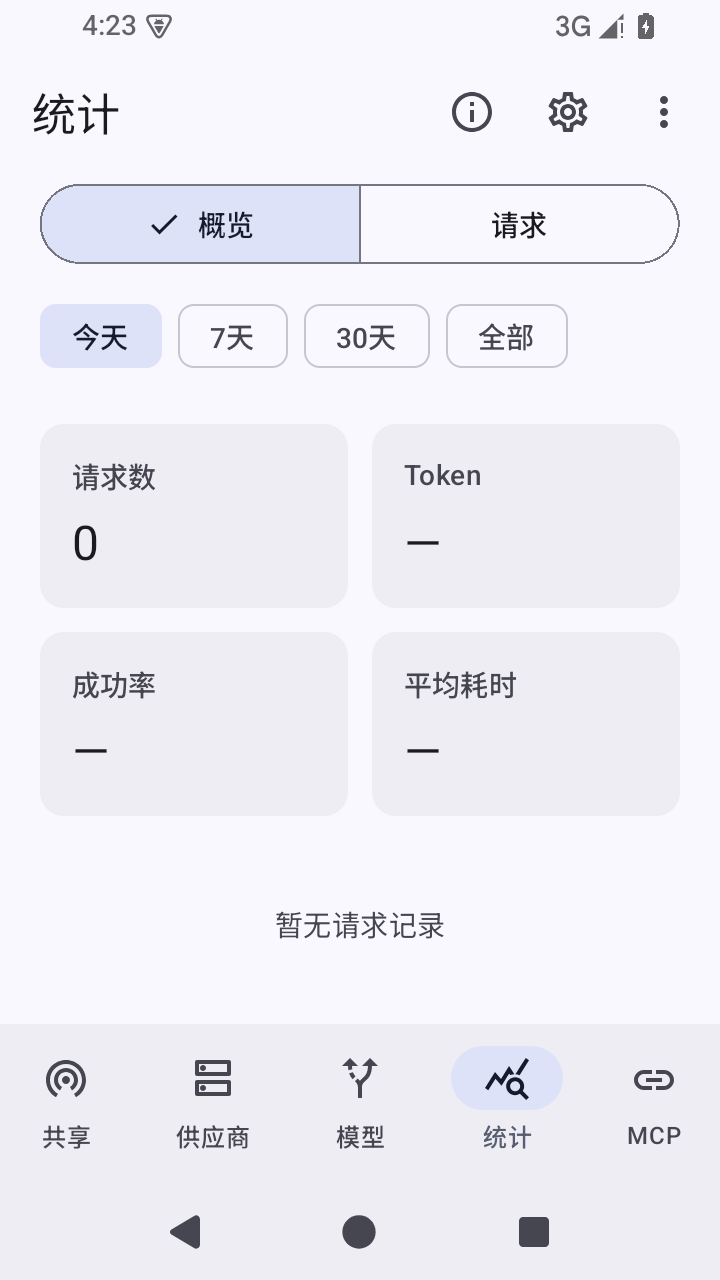 4:23
3G
统计
概览
请求
今天
7天
30天
全部
请求数
Token
0
—
成功率
平均耗时
—
—
暂无请求记录
共享
供应商
模型
统计
MCP